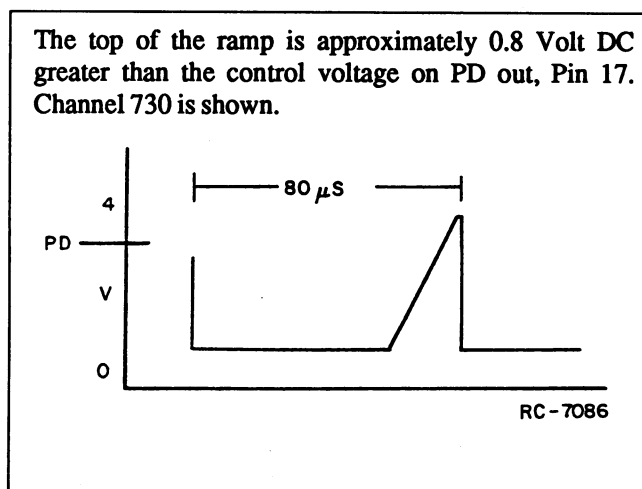 The top of the ramp is approximately 0.8 Volt DC
greater than the control voltage on PD out, Pin 17.
Channel 730 is shown.
80 µS
4
PD
V
0
RC-7086